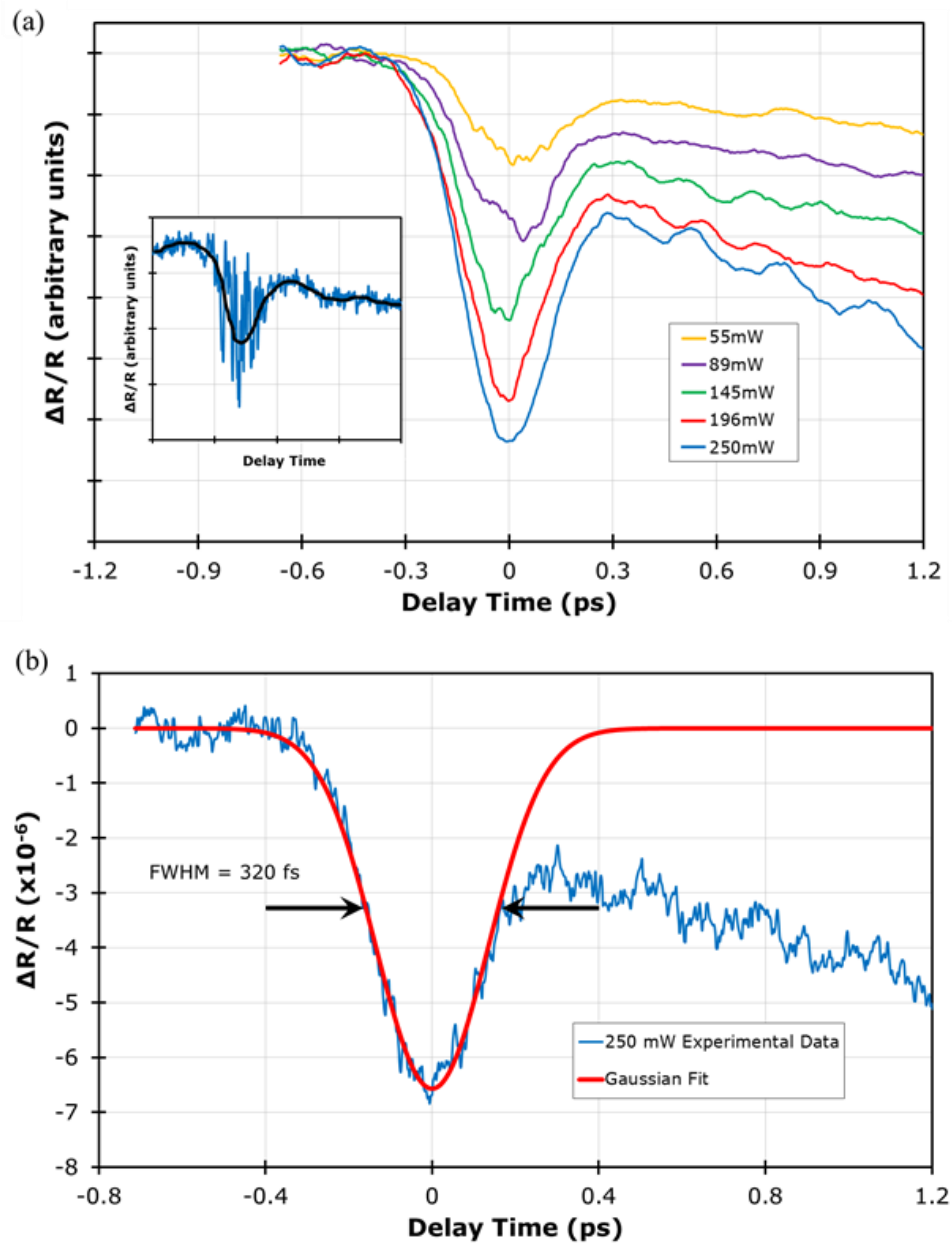 (a)
ΔR/R (arbitrary units)
ΔR/R (arbitrary units)
Delay Time
55mW
89mW
145mW
196mW
250mW
-1.2 -0.9 -0.6 -0.3 0 0.3 0.6 0.9 1.2
Delay Time (ps)
(b)
1
0
-1
-2
-3
-4
-5
-6
-7
-8
ΔR/R (x10⁻⁶)
FWHM = 320 fs
250 mW Experimental Data
Gaussian Fit
-0.8 -0.4 0 0.4 0.8 1.2
Delay Time (ps)